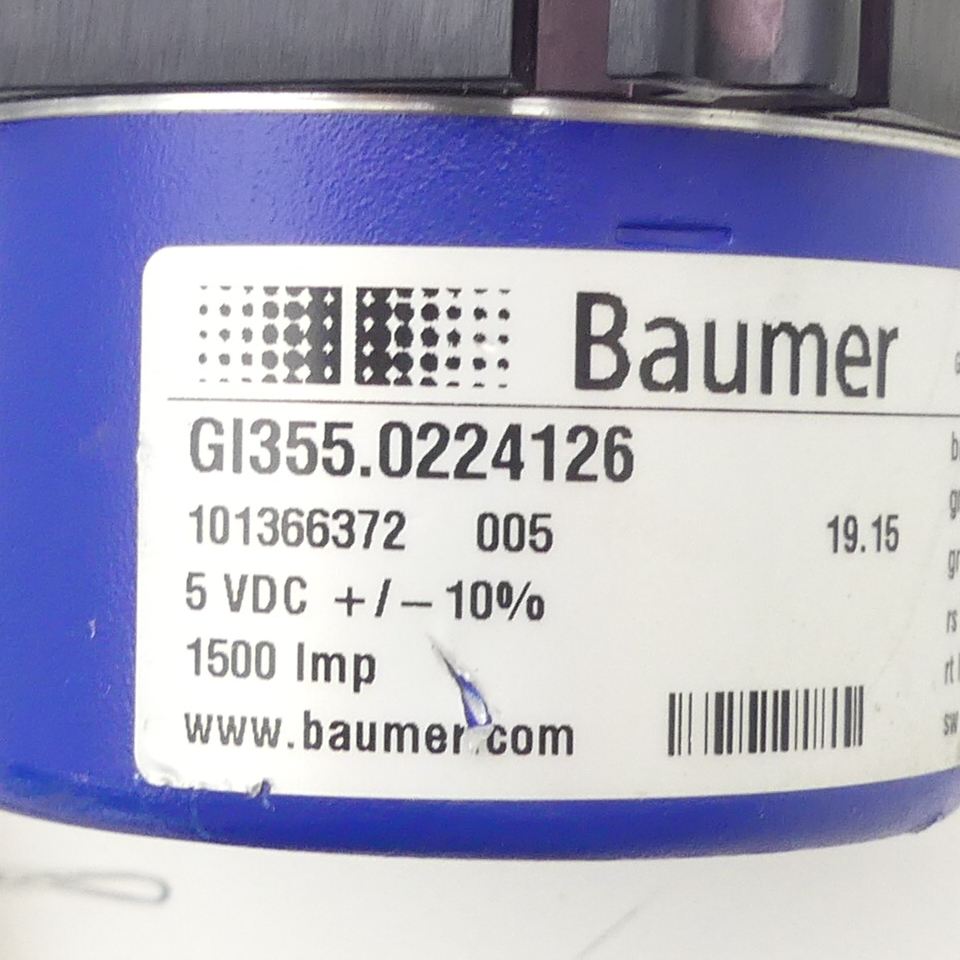 Baumer
GI355.0224126
101366372 005 19.15
5 VDC +/- 10%
1500 Imp
www.baumer.com